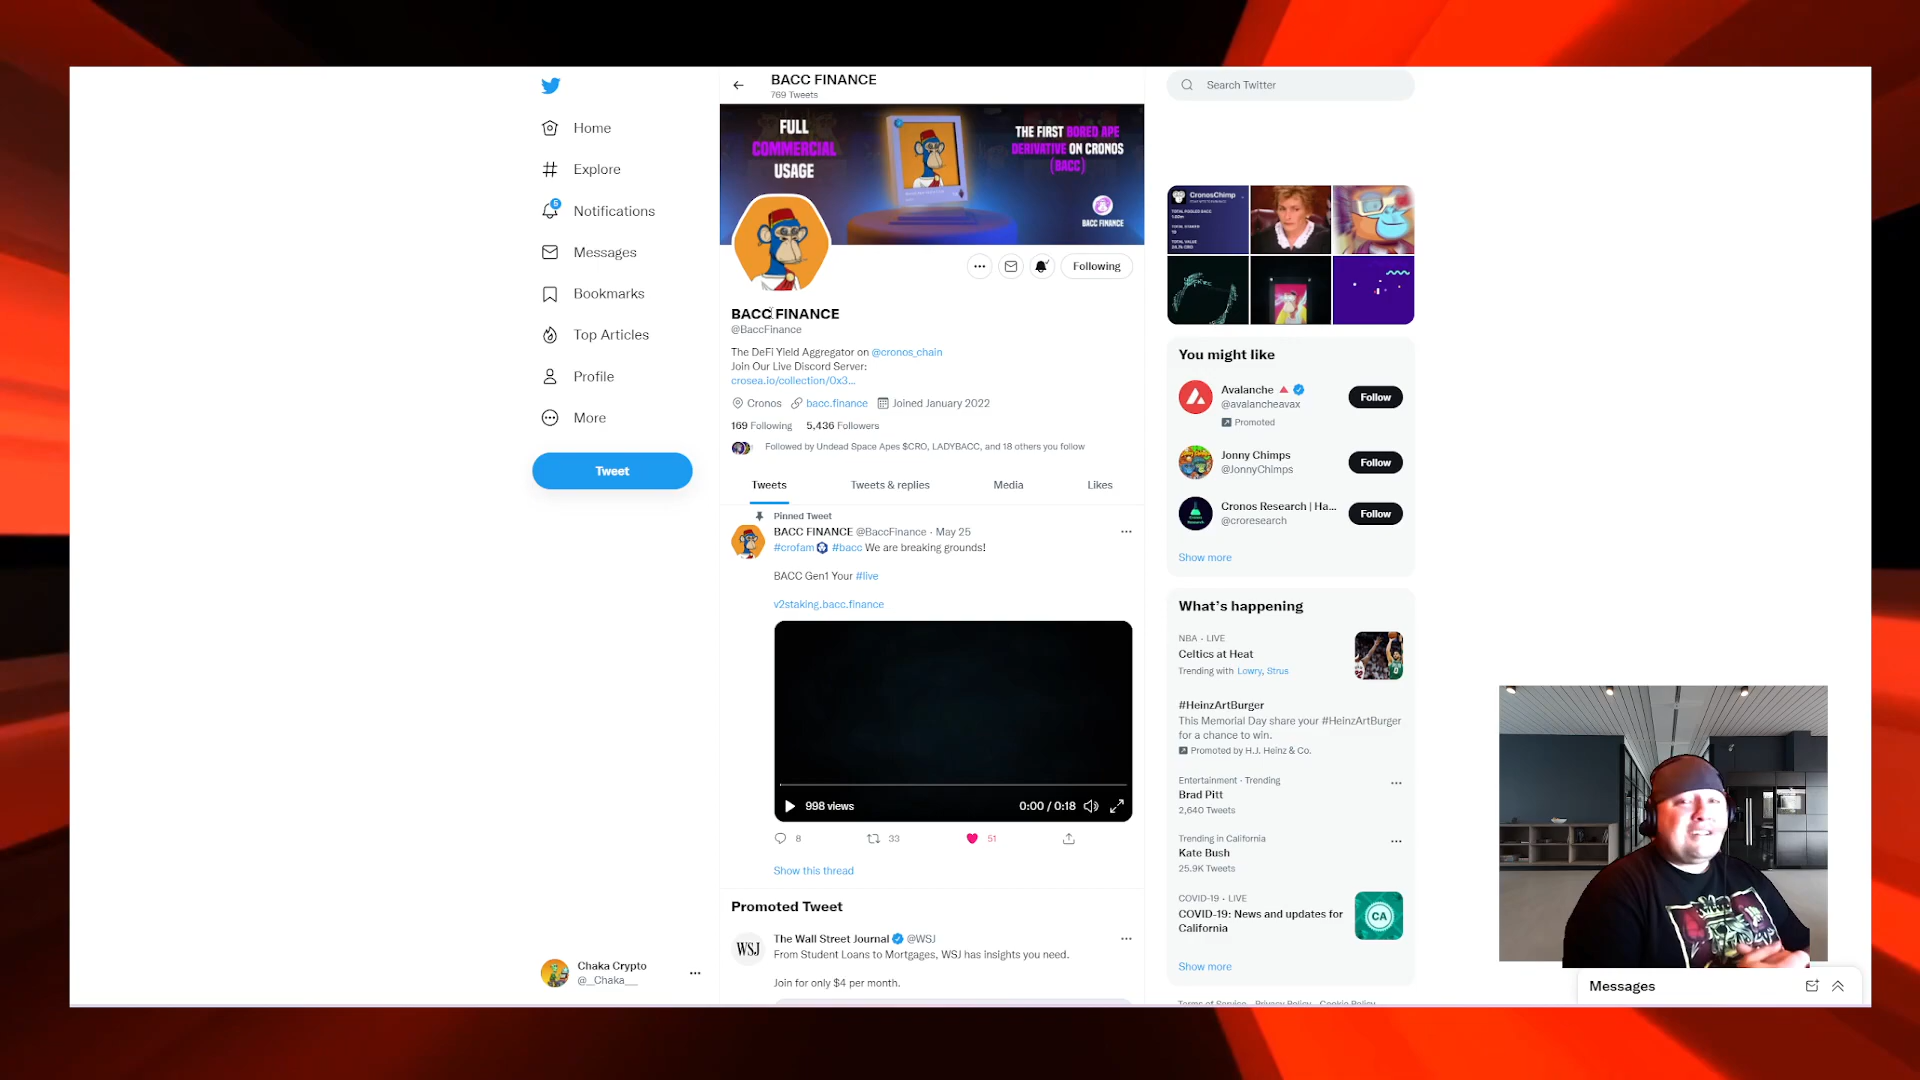 BACC FINANCE
769 Tweets
Search Twitter
Home
Explore
5
Notifications
Messages
Bookmarks
Top Articles
Profile
More
Tweet
Chaka Crypto
@_Chaka__
FULL
COMMERCIAL
USAGE
THE FIRST BORED APE
DERIVATIVE ON CRONOS
(BACC)
BACC FINANCE
Following
BACC FINANCE
@BaccFinance
The DeFi Yield Aggregator on @cronos_chain
Join Our Live Discord Server:
crosea.io/collection/0x3...
Cronos bacc.finance Joined January 2022
169 Following 5,436 Followers
Followed by Undead Space Apes $CRO, LADYBACC, and 18 others you follow
Tweets Tweets & replies Media Likes
Pinned Tweet
BACC FINANCE @BaccFinance · May 25
#crofam #bacc We are breaking grounds!
BACC Gen1 Your #live
v2staking.bacc.finance
998 views 0:00 / 0:18
8 33 51
Show this thread
Promoted Tweet
WSJ
The Wall Street Journal @WSJ
From Student Loans to Mortgages, WSJ has insights you need.
Join for only $4 per month.
CronosChimp
You might like
Avalanche
@avalancheavax
Promoted
Follow
Jonny Chimps
@JonnyChimps
Follow
Cronos Research | Ha...
@croresearch
Follow
Show more
What's happening
NBA · LIVE
Celtics at Heat
Trending with Lowry, Strus
#HeinzArtBurger
This Memorial Day share your #HeinzArtBurger
for a chance to win.
Promoted by H.J. Heinz & Co.
Entertainment · Trending
Brad Pitt
2,640 Tweets
Trending in California
Kate Bush
25.9K Tweets
COVID-19 · LIVE
COVID-19: News and updates for
California
CA
Show more
Terms of Service Privacy Policy Cookie Policy
Messages